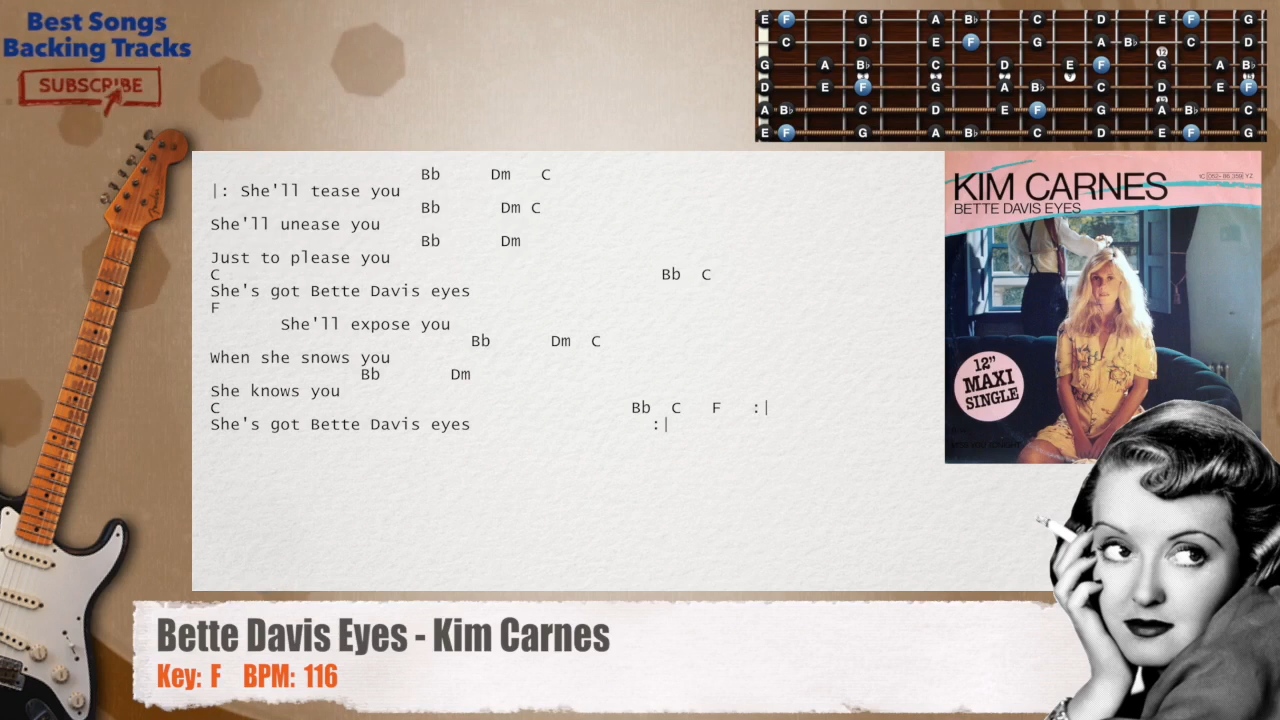 Best Songs
Backing Tracks
SUBSCRIBE
E F G A B♭ C D E F G
C D E F G A B♭ C D
G A B♭ C D E F G A B♭
D E F G A B♭ C D E F
A B♭ C D E F G A B♭ C
E F G A B♭ C D E F G
Bb Dm C
|: She'll tease you
Bb Dm C
She'll unease you
Bb Dm
Just to please you
C Bb C
She's got Bette Davis eyes
F
She'll expose you
Bb Dm C
When she snows you
Bb Dm
She knows you
C Bb C F :|
She's got Bette Davis eyes :|
KIM CARNES
BETTE DAVIS EYES
12"
MAXI
SINGLE
Fender
Bette Davis Eyes - Kim Carnes
Key: F BPM: 116